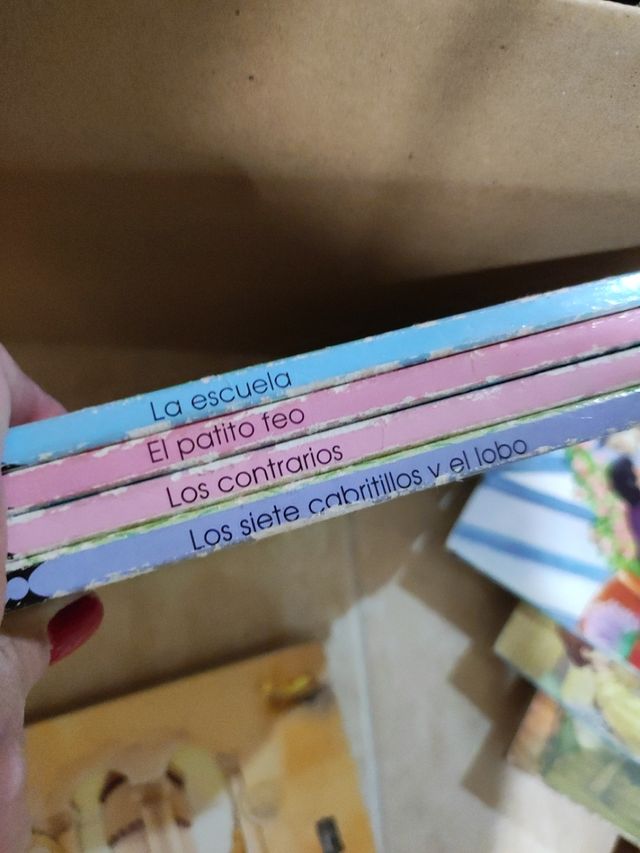 La escuela
El patito feo
Los contrarios
Los siete cabritillos y el lobo